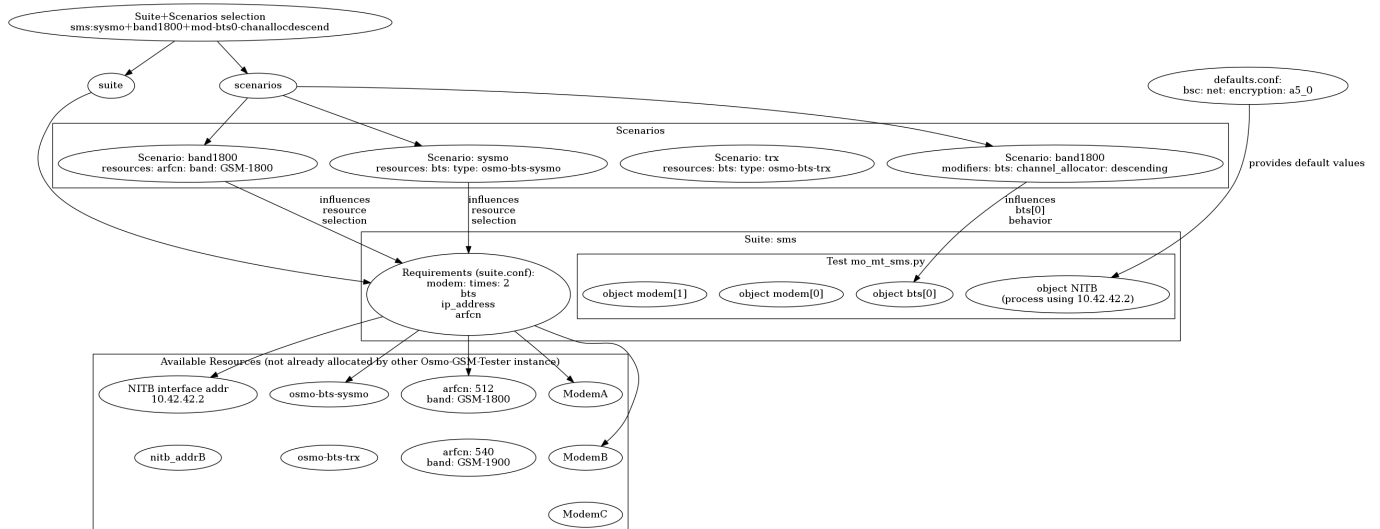 Suite+Scenarios selection
sms:sysmo+band1800+mod-bts0-chanallocdescend
suite
scenarios
defaults.conf:
bsc: net: encryption: a5_0
Scenarios
Scenario: band1800
resources: arfcn: band: GSM-1800
Scenario: sysmo
resources: bts: type: osmo-bts-sysmo
Scenario: trx
resources: bts: type: osmo-bts-trx
Scenario: band1800
modifiers: bts: channel_allocator: descending
provides default values
influences
resource
selection
influences
resource
selection
influences
bts[0]
behavior
Suite: sms
Requirements (suite.conf):
modem: times: 2
bts
ip_address
arfcn
Test mo_mt_sms.py
object modem[1]
object modem[0]
object bts[0]
object NITB
(process using 10.42.42.2)
Available Resources (not already allocated by other Osmo-GSM-Tester instance)
NITB interface addr
10.42.42.2
osmo-bts-sysmo
arfcn: 512
band: GSM-1800
ModemA
nitb_addrB
osmo-bts-trx
arfcn: 540
band: GSM-1900
ModemB
ModemC